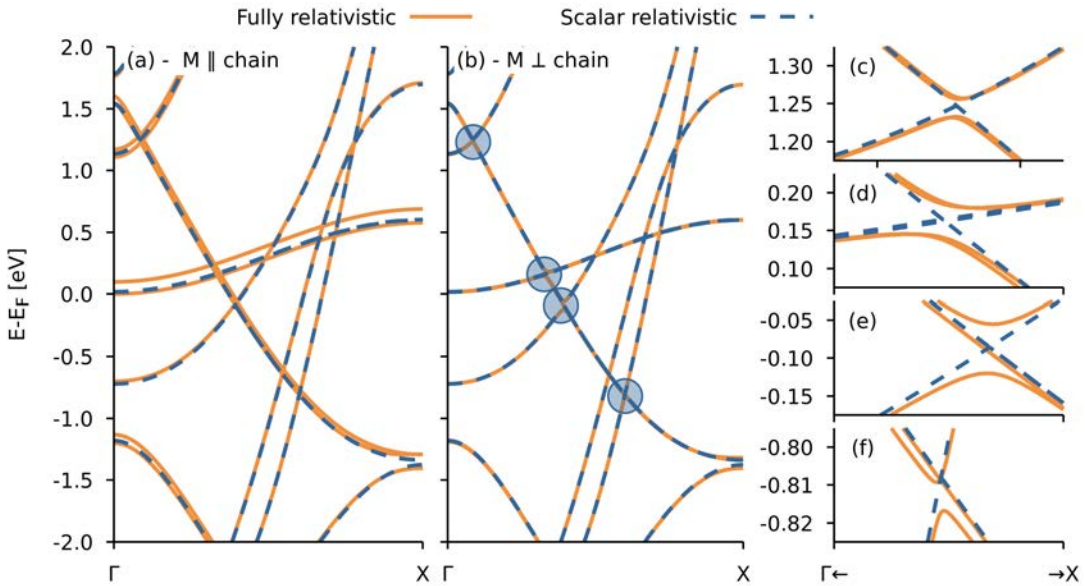 Fully relativistic
Scalar relativistic
E-E_F [eV]
2.0
1.5
1.0
0.5
0.0
-0.5
-1.0
-1.5
-2.0
(a) - M ∥ chain
Γ
X
(b) - M ⊥ chain
Γ
X
(c)
1.30
1.25
1.20
(d)
0.20
0.15
0.10
(e)
-0.05
-0.10
-0.15
(f)
-0.80
-0.81
-0.82
Γ←
→X